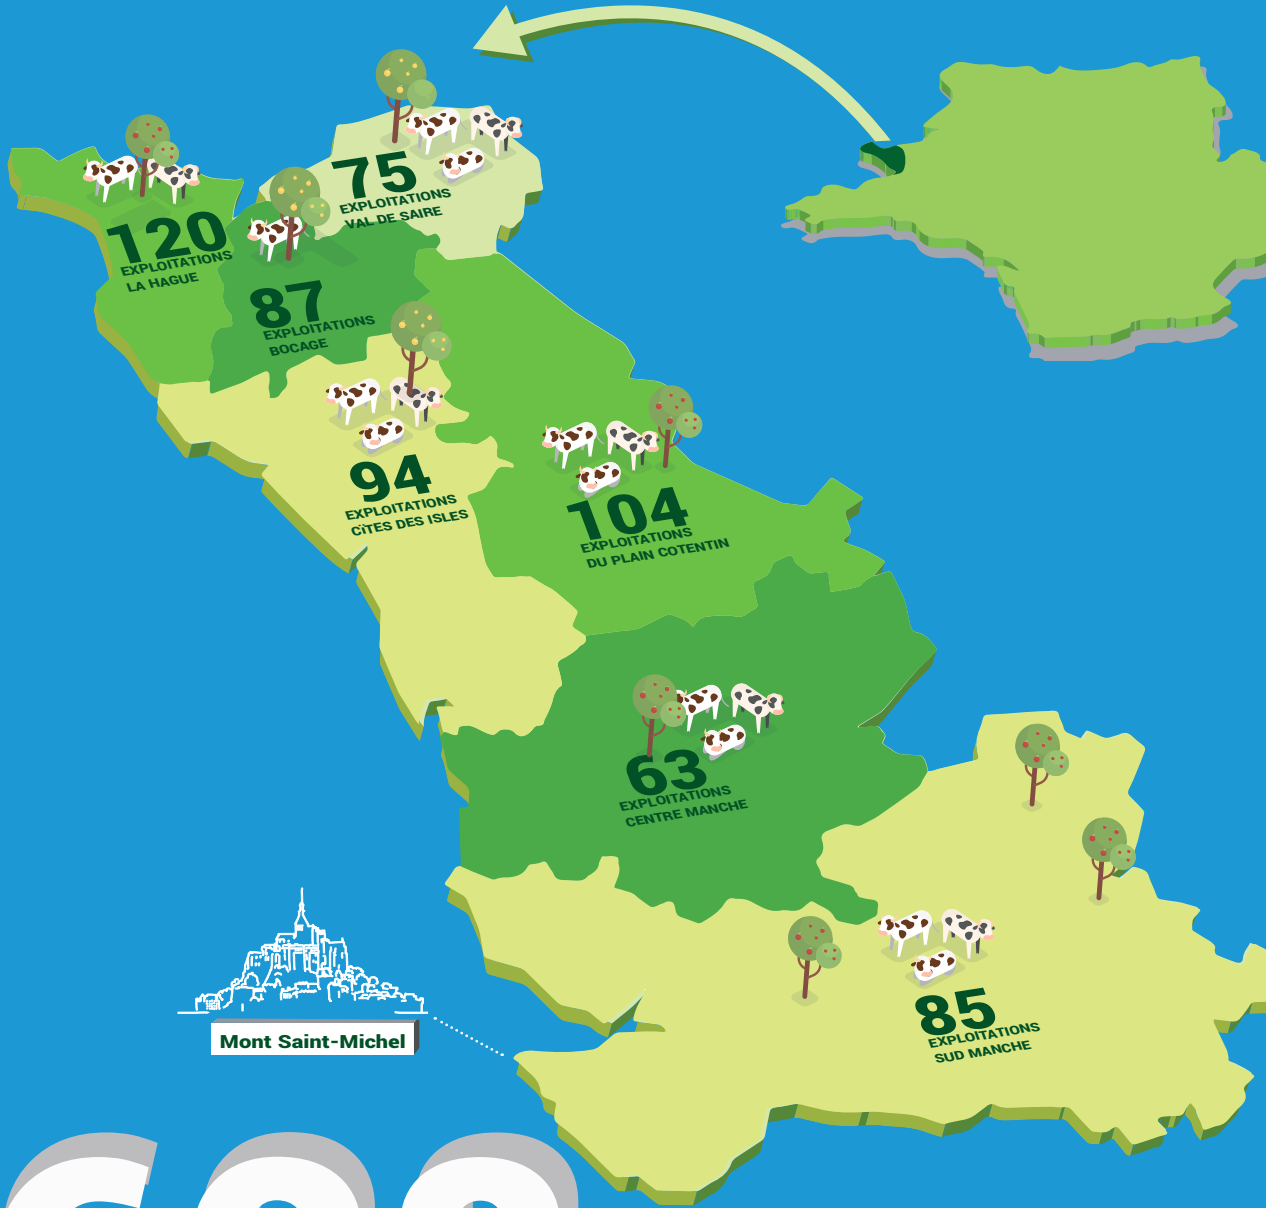 75
EXPLOITATIONS
VAL DE SAIRE
120
EXPLOITATIONS
LA HAGUE
87
EXPLOITATIONS
BOCAGE
94
EXPLOITATIONS
CÏTES DES ISLES
104
EXPLOITATIONS
DU PLAIN COTENTIN
63
EXPLOITATIONS
CENTRE MANCHE
85
EXPLOITATIONS
SUD MANCHE
Mont Saint-Michel